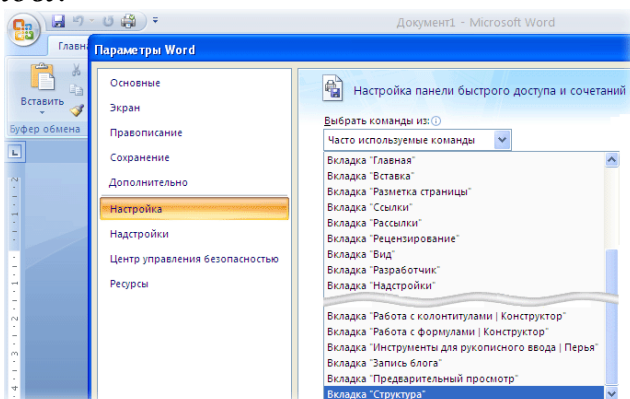 Документ1 - Microsoft Word
Главн
Параметры Word
Вставить
Буфер обмена
Основные
Экран
Правописание
Сохранение
Дополнительно
Настройка
Надстройки
Центр управления безопасностью
Ресурсы
Настройка панели быстрого доступа и сочетаний
Выбрать команды из:
Часто используемые команды
Вкладка "Главная"
Вкладка "Вставка"
Вкладка "Разметка страницы"
Вкладка "Ссылки"
Вкладка "Рассылки"
Вкладка "Рецензирование"
Вкладка "Вид"
Вкладка "Разработчик"
Вкладка "Надстройки"
Вкладка "Работа с колонтитулами | Конструктор"
Вкладка "Работа с формулами | Конструктор"
Вкладка "Инструменты для рукописного ввода | Перья"
Вкладка "Запись блога"
Вкладка "Предварительный просмотр"
Вкладка "Структура"